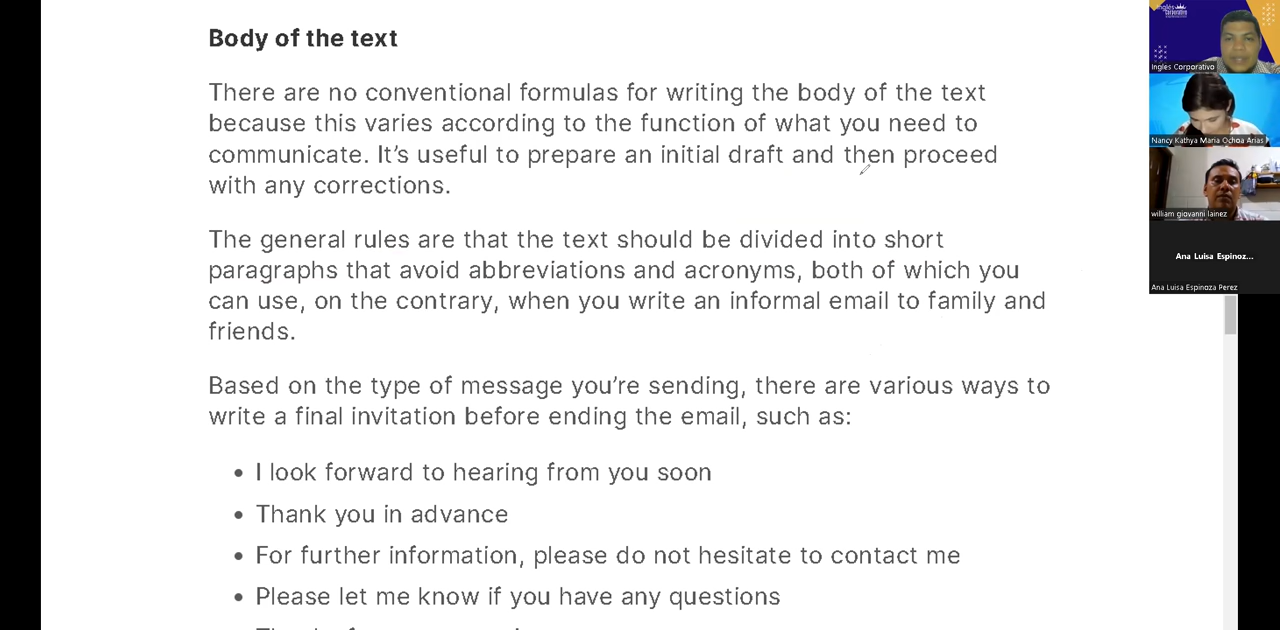 Body of the text
There are no conventional formulas for writing the body of the text
because this varies according to the function of what you need to
communicate. It’s useful to prepare an initial draft and then proceed
with any corrections.
The general rules are that the text should be divided into short
paragraphs that avoid abbreviations and acronyms, both of which you
can use, on the contrary, when you write an informal email to family and
friends.
Based on the type of message you’re sending, there are various ways to
write a final invitation before ending the email, such as:
• I look forward to hearing from you soon
• Thank you in advance
• For further information, please do not hesitate to contact me
• Please let me know if you have any questions
Inglés Corporativo
Nancy Kathya Maria Ochoa Arias
william giovanni lainez
Ana Luisa Espinoz...
Ana Luisa Espinoza Perez